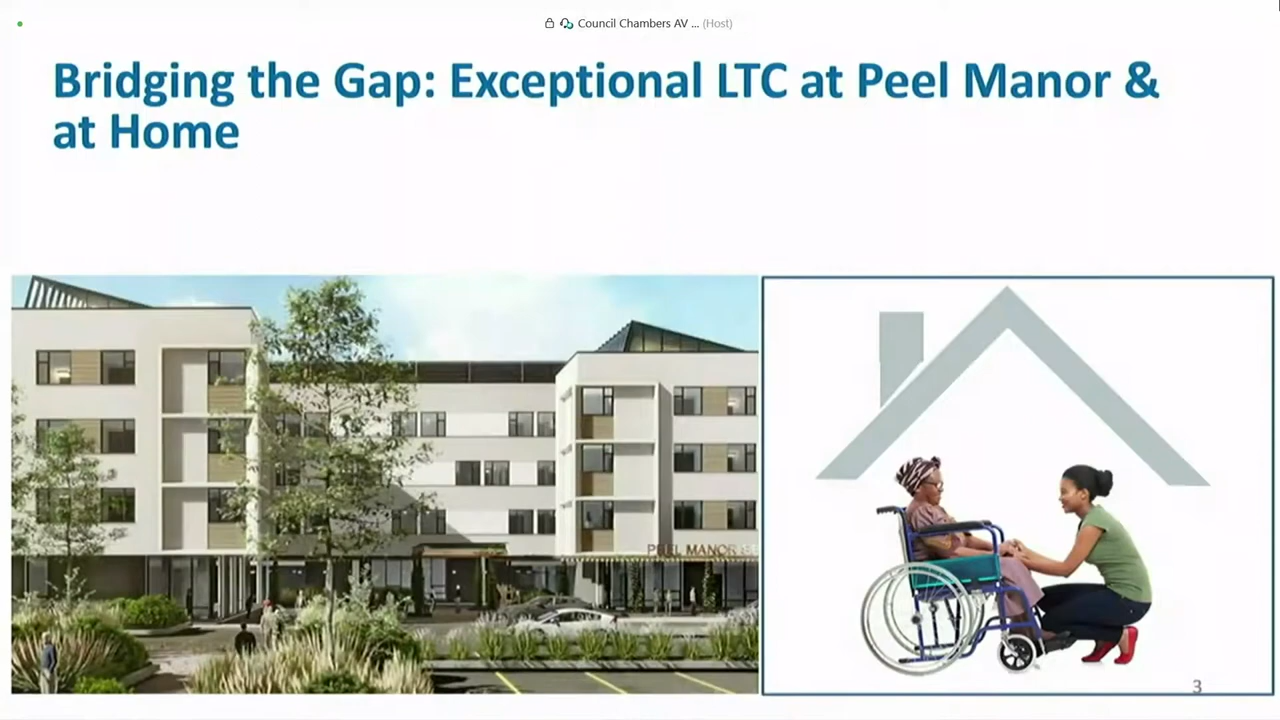 Council Chambers AV ... (Host)
Bridging the Gap: Exceptional LTC at Peel Manor &
at Home
PEEL MANOR
3